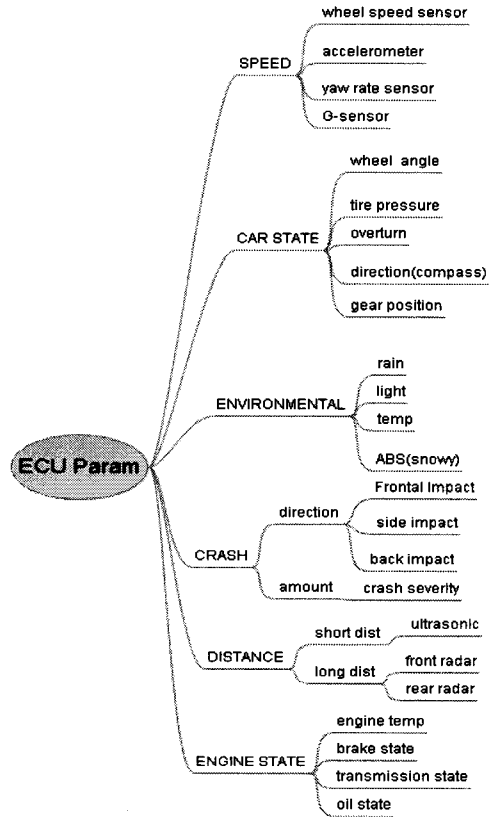 wheel speed sensor
accelerometer
SPEED
yaw rate sensor
G-sensor
wheel angle
tire pressure
CAR STATE
overturn
direction(compass)
gear position
rain
light
ENVIRONMENTAL
temp
ABS(snowy)
ECU Param
Frontal Impact
direction
side impact
CRASH
back impact
amount
crash severity
ultrasonic
short dist
DISTANCE
front radar
long dist
rear radar
engine temp
brake state
ENGINE STATE
transmission state
oil state